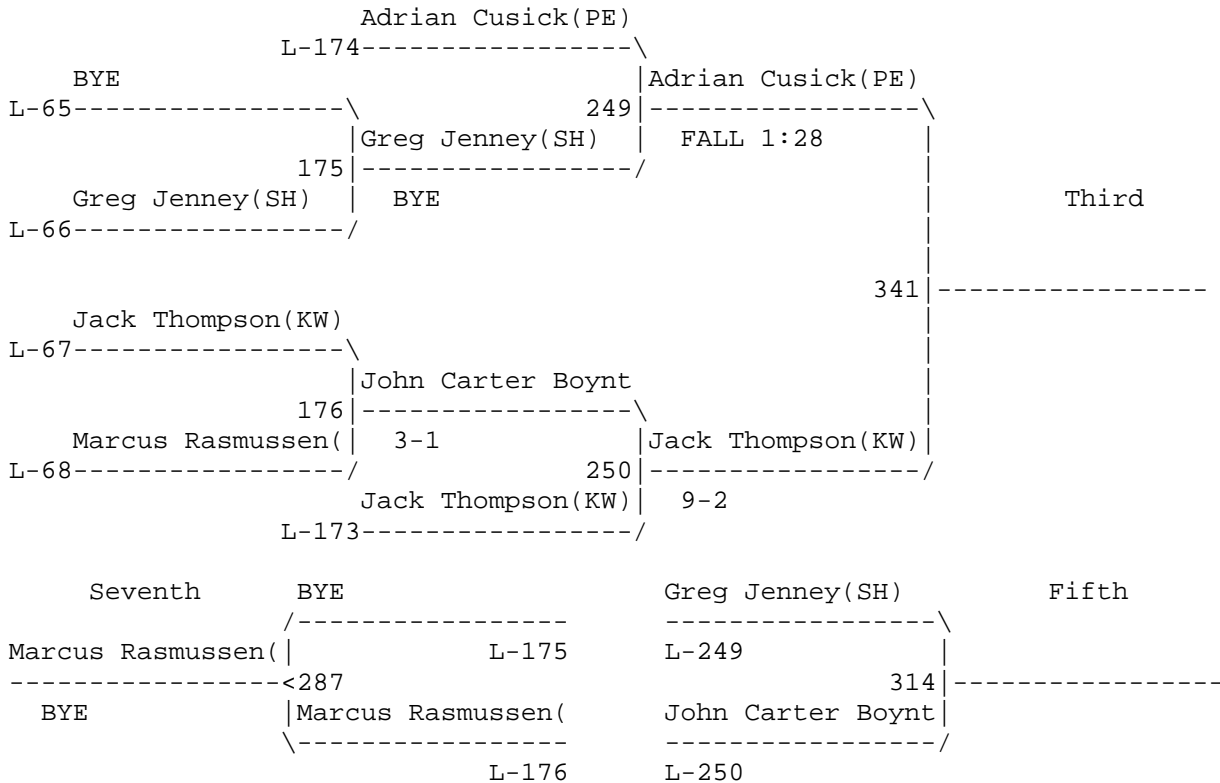 Adrian Cusick(PE)
L-174-----------------\
BYE |Adrian Cusick(PE)
L-65-----------------\ 249|-----------------\
|Greg Jenney(SH) | FALL 1:28 |
175|-----------------/ |
Greg Jenney(SH) | BYE | Third
L-66-----------------/ |
|
341|-----------------
Jack Thompson(KW) |
L-67-----------------\ |
|John Carter Boynt |
176|-----------------\ |
Marcus Rasmussen(| 3-1 |Jack Thompson(KW)|
L-68-----------------/ 250|-----------------/
Jack Thompson(KW)| 9-2
L-173-----------------/
Seventh BYE Greg Jenney(SH) Fifth
/----------------- -----------------\
Marcus Rasmussen(| L-175 L-249 |
-----------------<287 314|-----------------
BYE |Marcus Rasmussen( John Carter Boynt|
\----------------- -----------------/
L-176 L-250